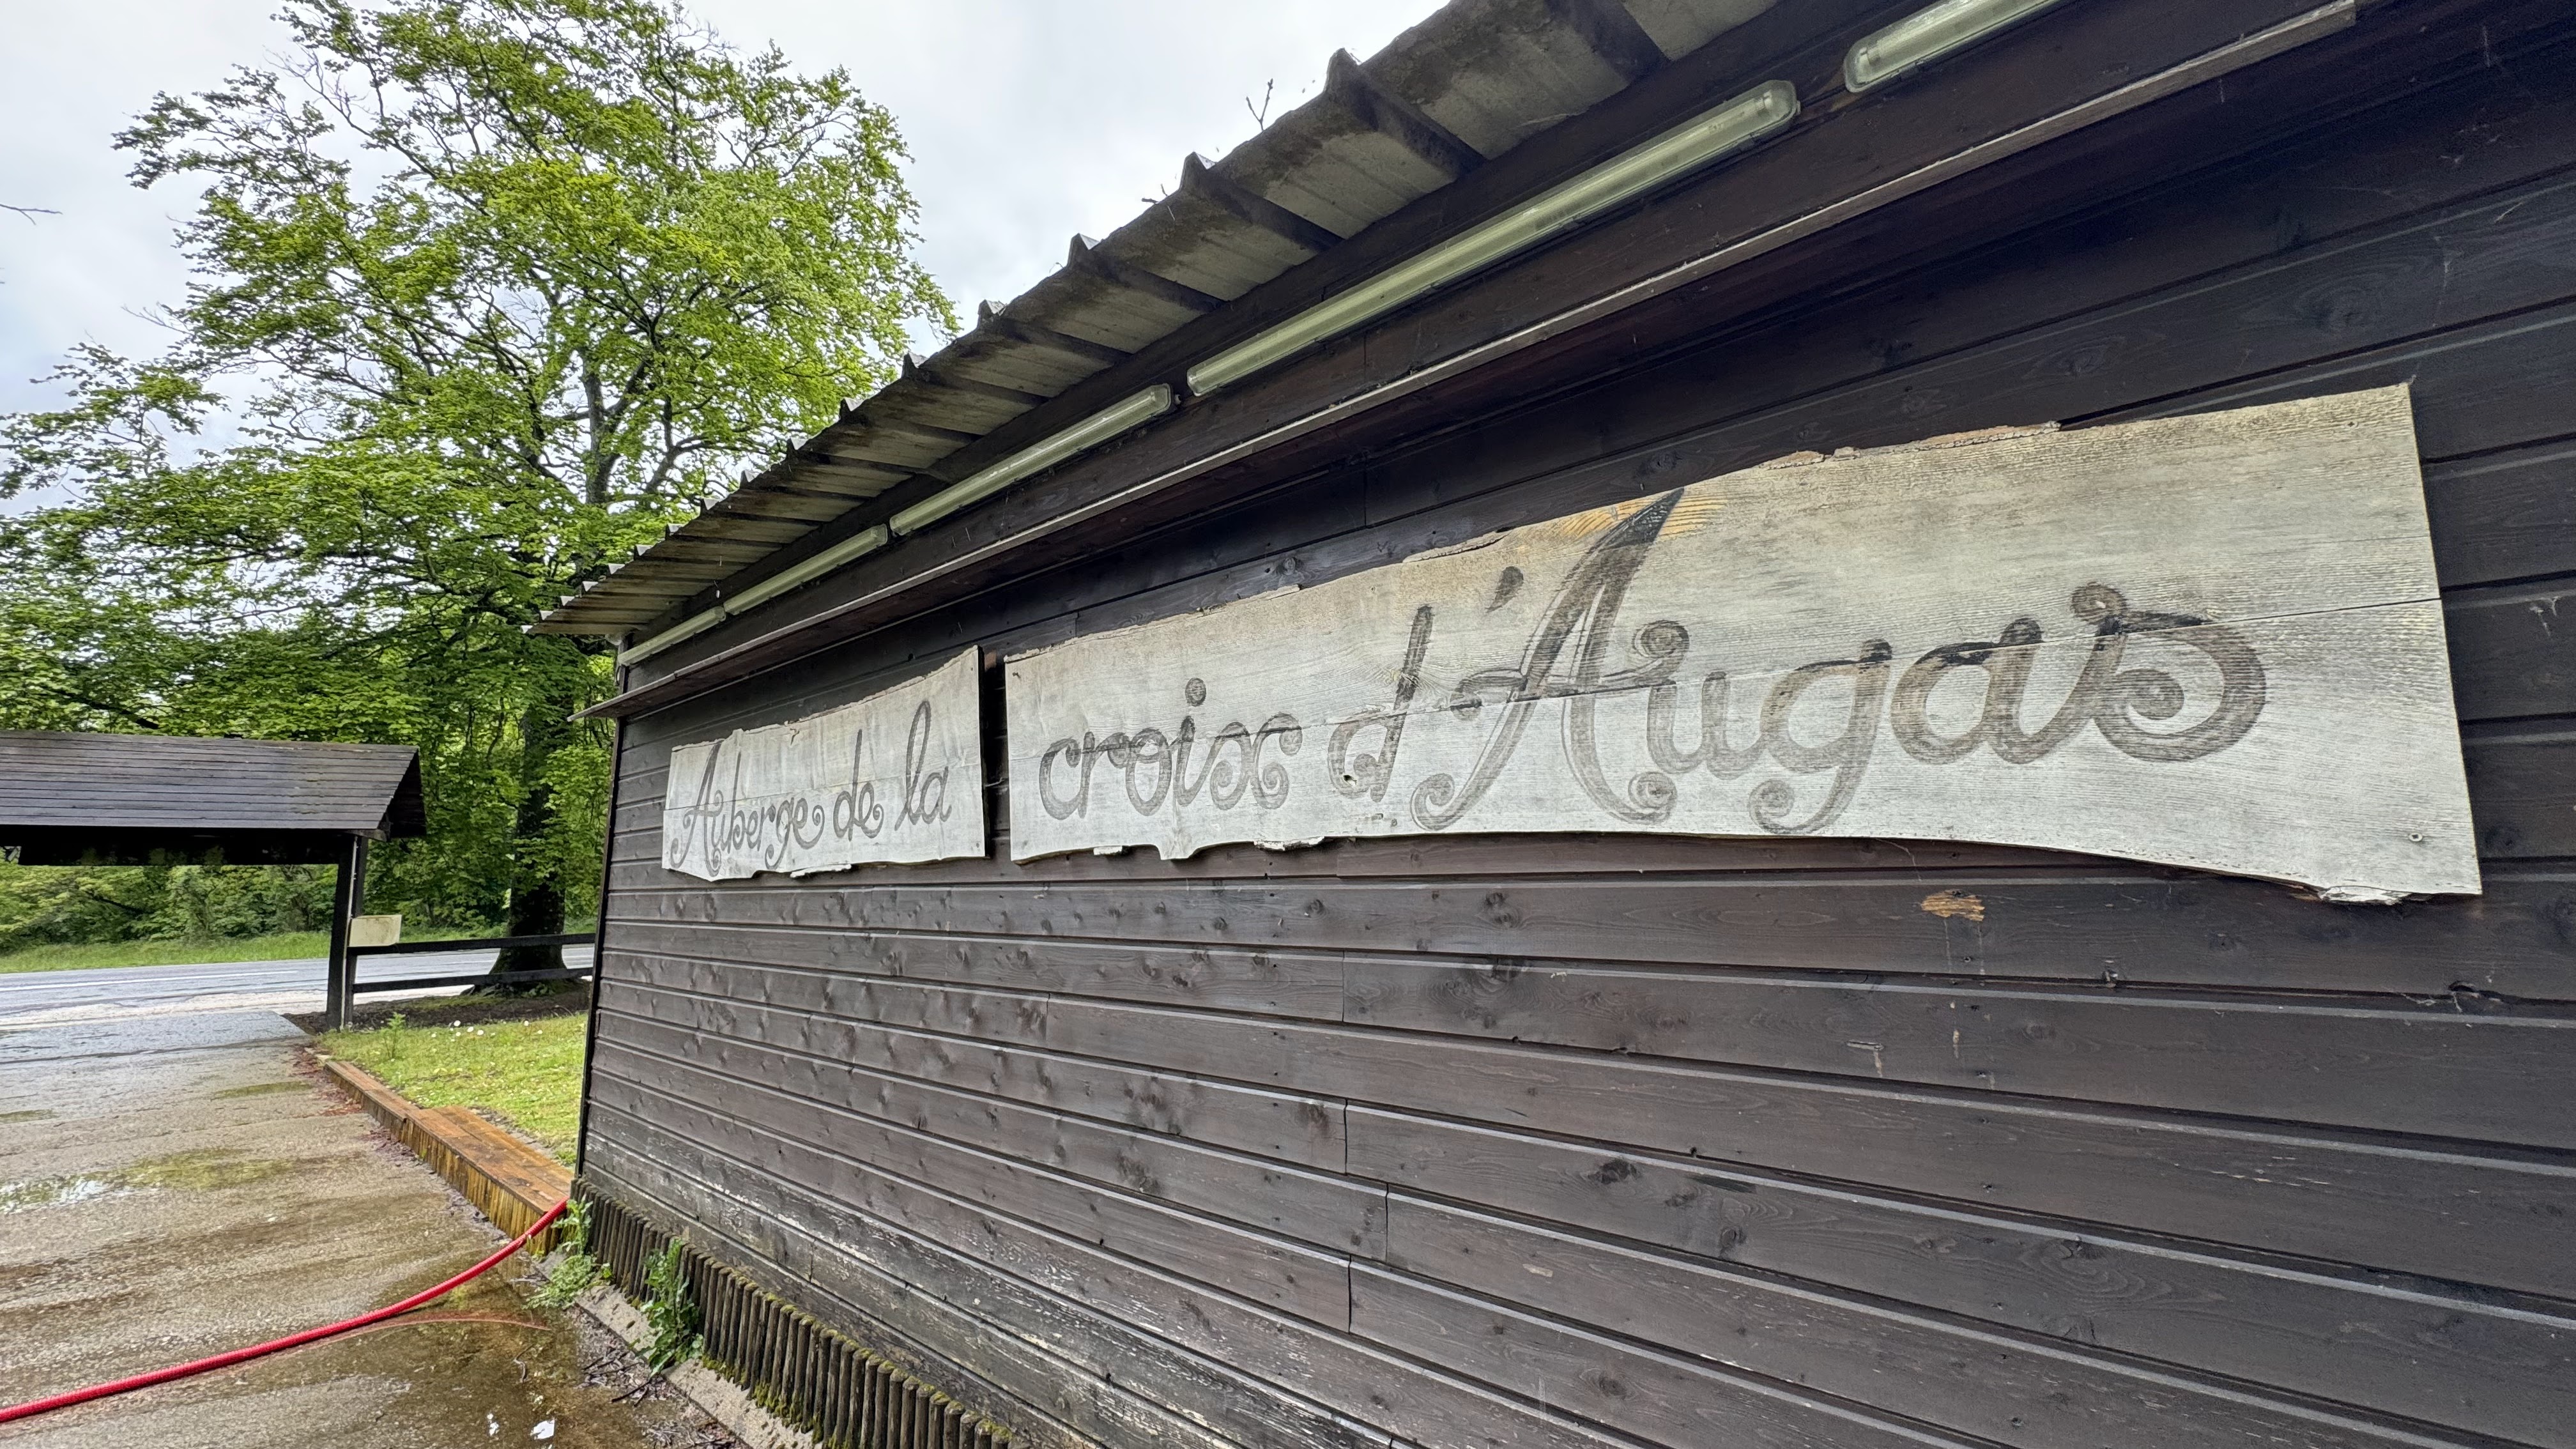 Auberge de la croix d'Augas